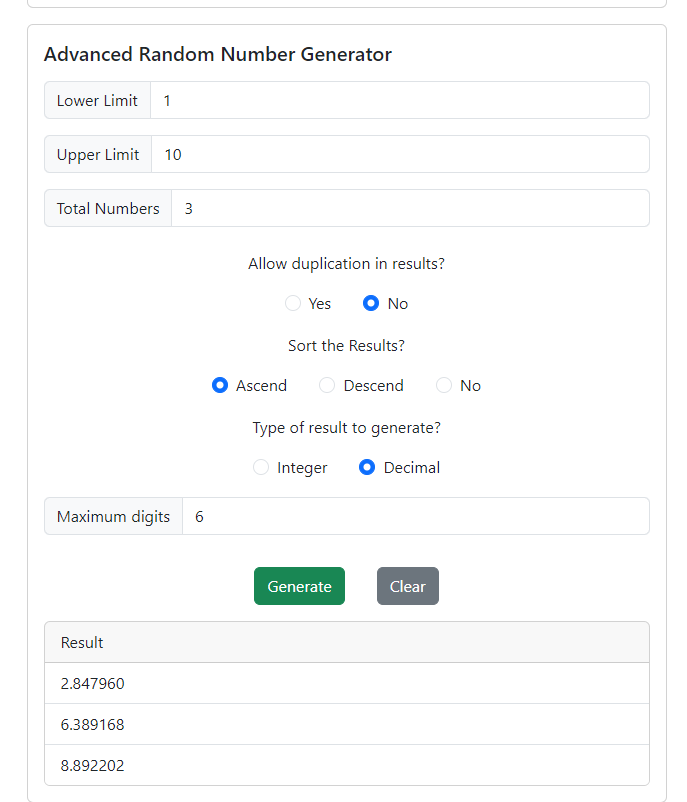 Advanced Random Number Generator
Lower Limit 1
Upper Limit 10
Total Numbers 3
Allow duplication in results?
Yes No
Sort the Results?
Ascend Descend No
Type of result to generate?
Integer Decimal
Maximum digits 6
Generate Clear
Result
2.847960
6.389168
8.892202